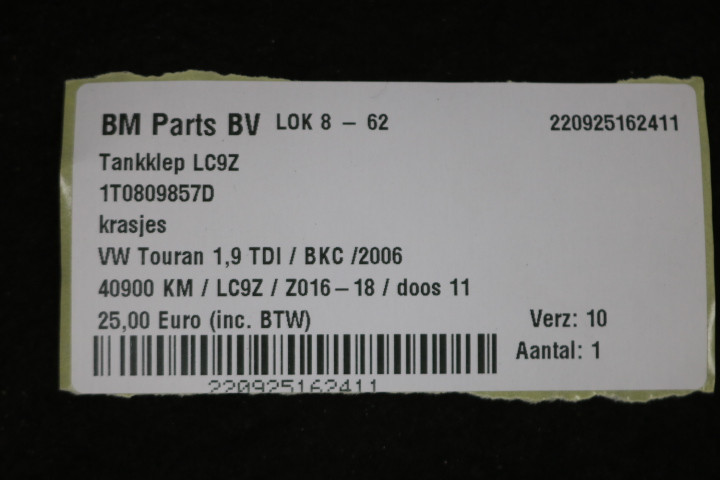 BM Parts BV LOK 8 – 62 220925162411
Tankklep LC9Z
1T0809857D
krasjes
VW Touran 1,9 TDI / BKC /2006
40900 KM / LC9Z / Z016–18 / doos 11
25,00 Euro (inc. BTW) Verz: 10
Aantal: 1
220925162411